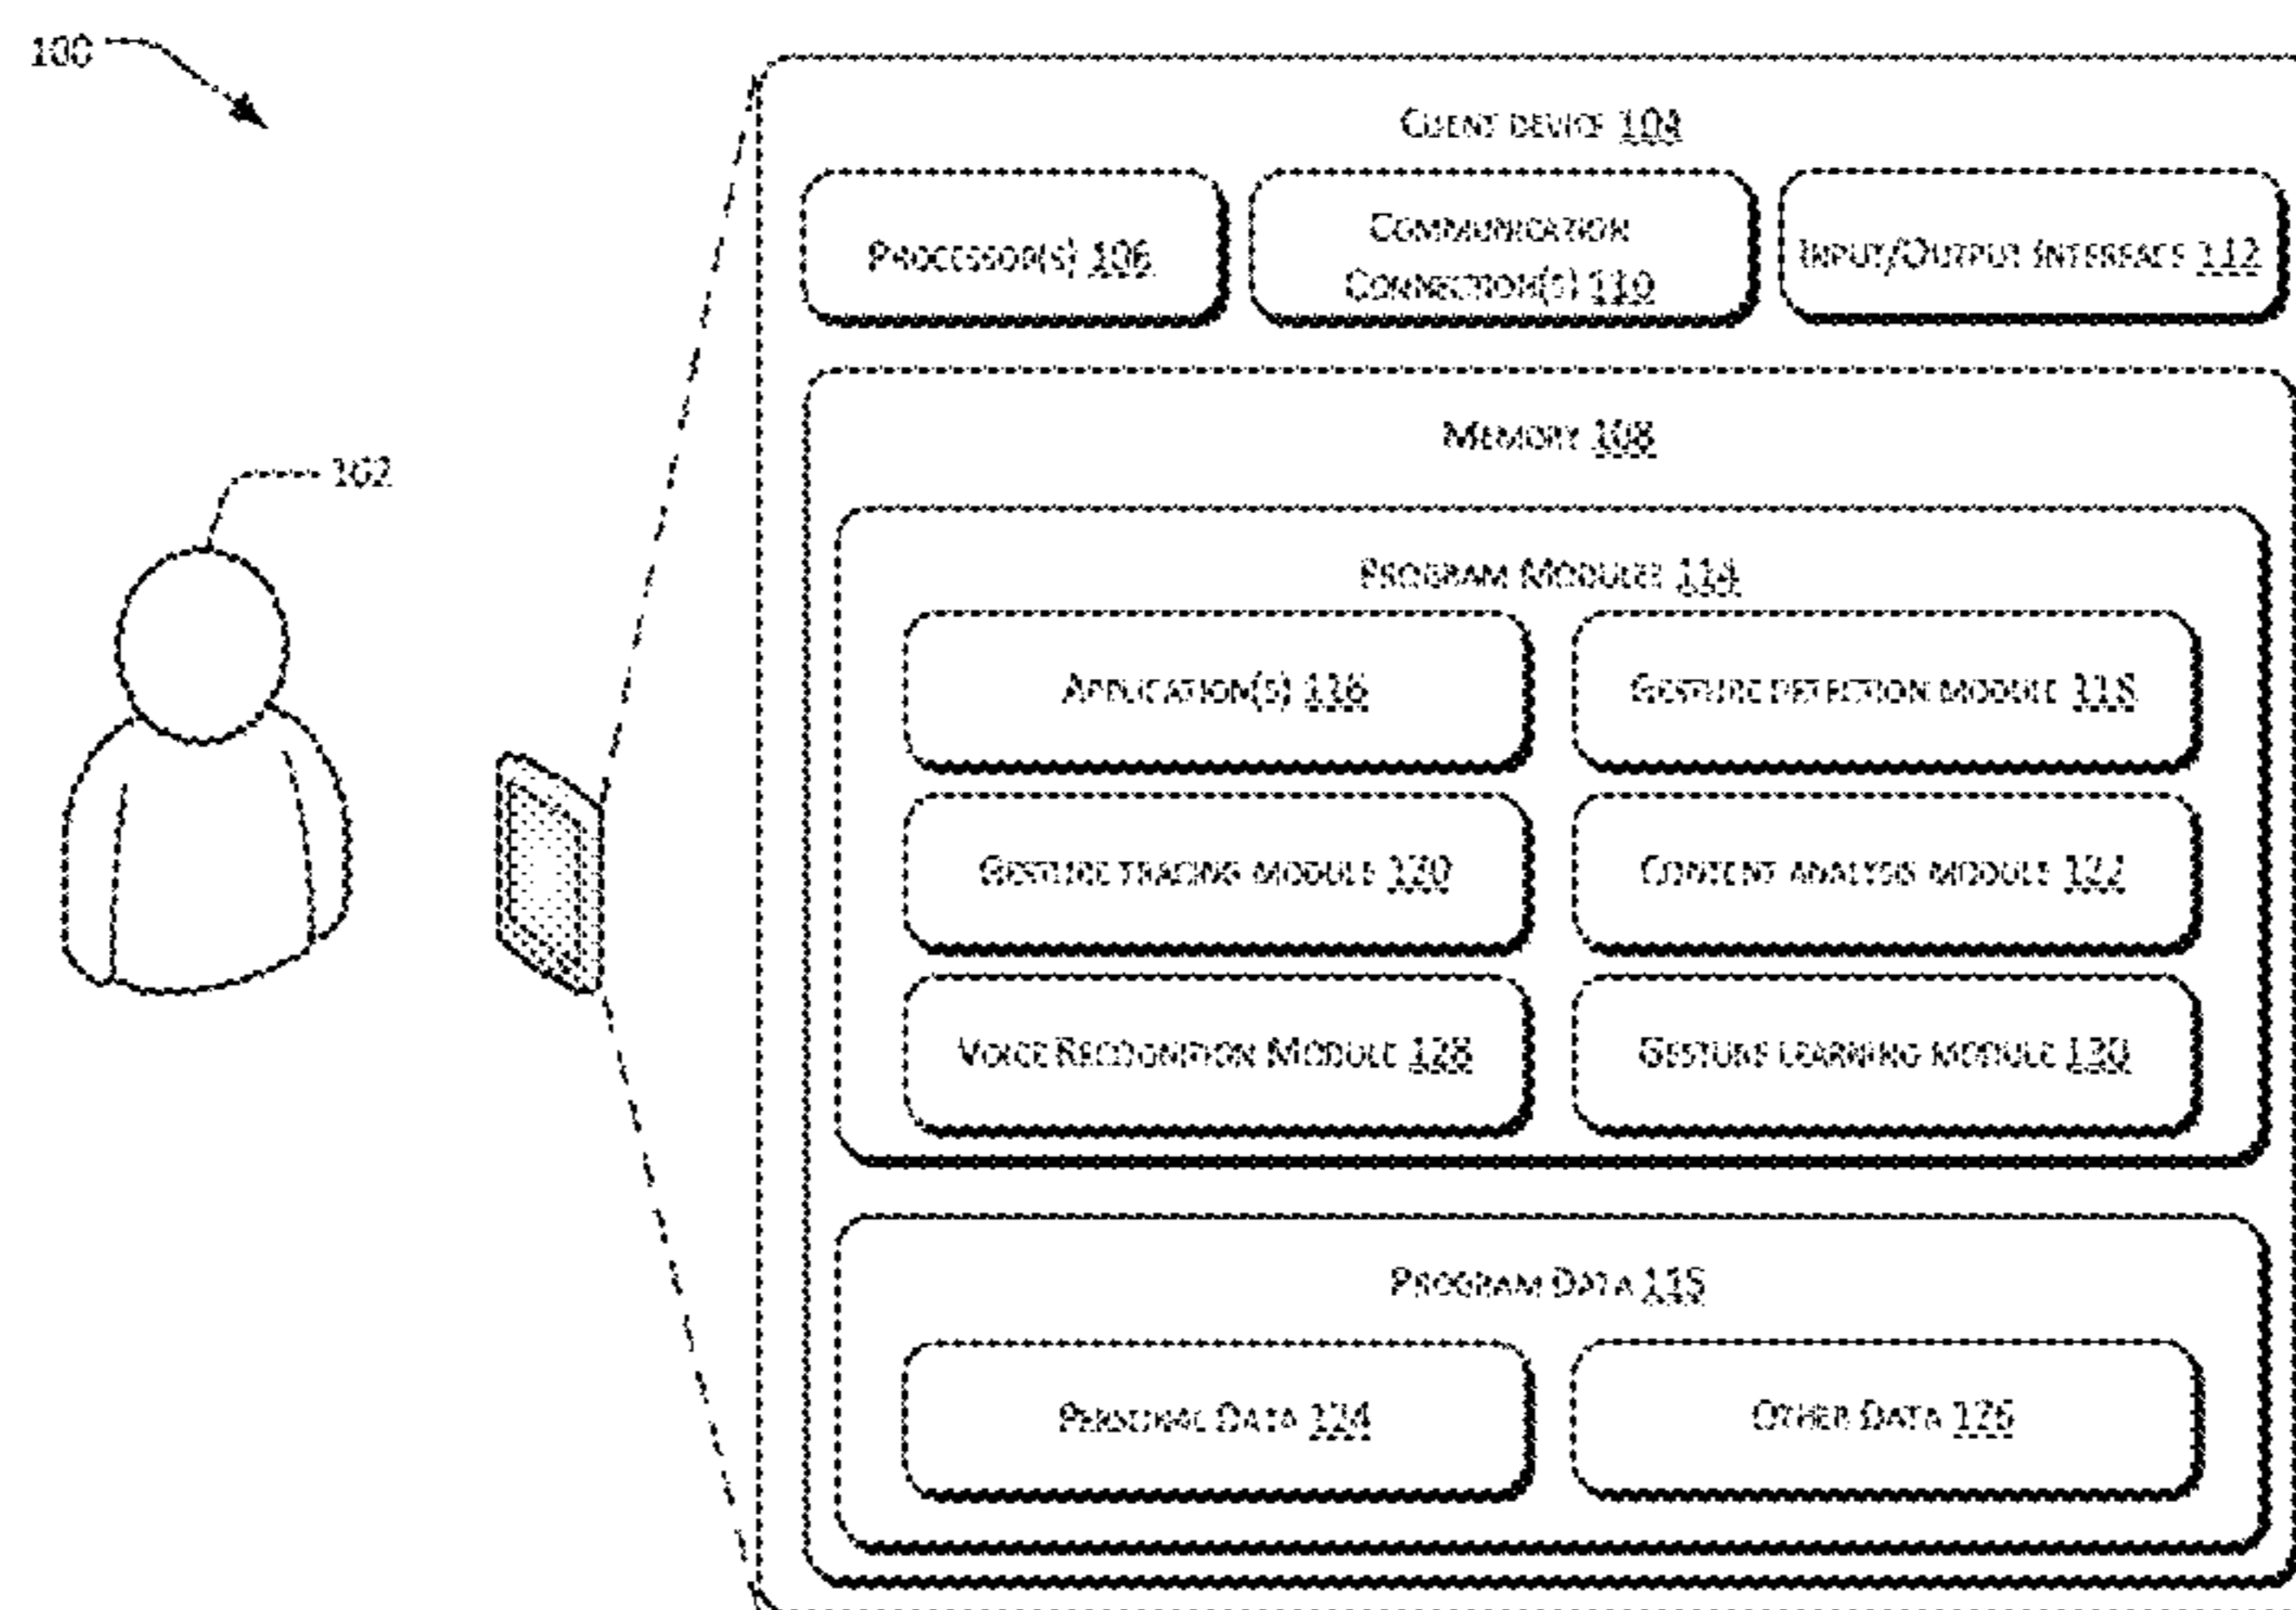 100
CLIENT DEVICE 104
PROCESSOR(S) 106
COMMUNICATION
CONNECTION(S) 110
INPUT/OUTPUT INTERFACE 112
MEMORY 108
102
PROGRAM MODULES 114
APPLICATION(S) 116
GESTURE DETECTION MODULE 118
GESTURE TRACING MODULE 120
CONTENT ANALYSIS MODULE 122
VOICE RECOGNITION MODULE 128
GESTURE LEARNING MODULE 130
PROGRAM DATA 115
PERSONAL DATA 124
OTHER DATA 126